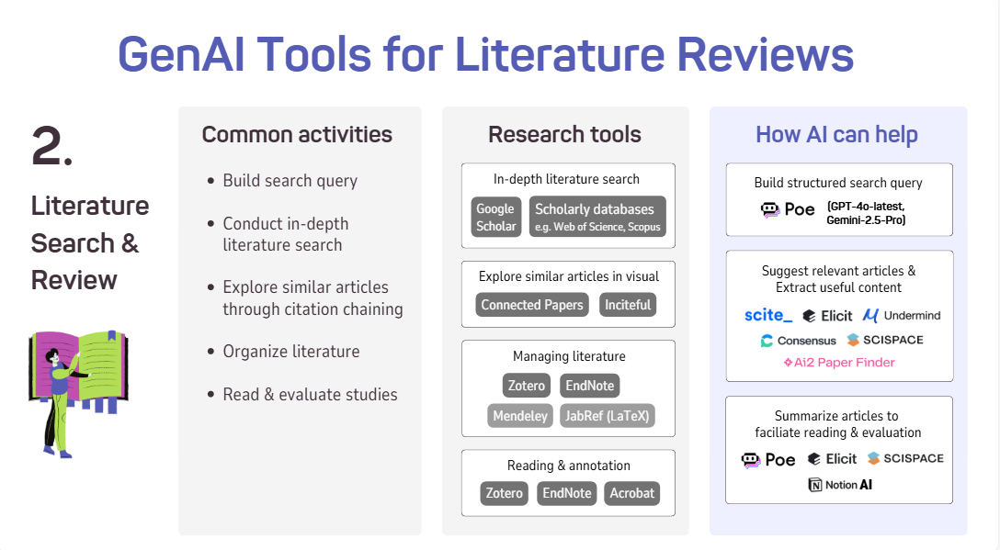 GenAI Tools for Literature Reviews
2.
Literature
Search &
Review
Common activities
Build search query
Conduct in-depth
literature search
Explore similar articles
through citation chaining
Organize literature
Read & evaluate studies
Research tools
In-depth literature search
Google
Scholar
Scholarly databases
e.g. Web of Science, Scopus
Explore similar articles in visual
Connected Papers
Inciteful
Managing literature
Zotero
EndNote
Mendeley
JabRef (LaTeX)
Reading & annotation
Zotero
EndNote
Acrobat
How AI can help
Build structured search query
Poe
(GPT-4o-latest,
Gemini-2.5-Pro)
Suggest relevant articles &
Extract useful content
scite_
Elicit
Undermind
Consensus
SCISPACE
Ai2 Paper Finder
Summarize articles to
faciliate reading & evaluation
Poe
Elicit
SCISPACE
Notion AI